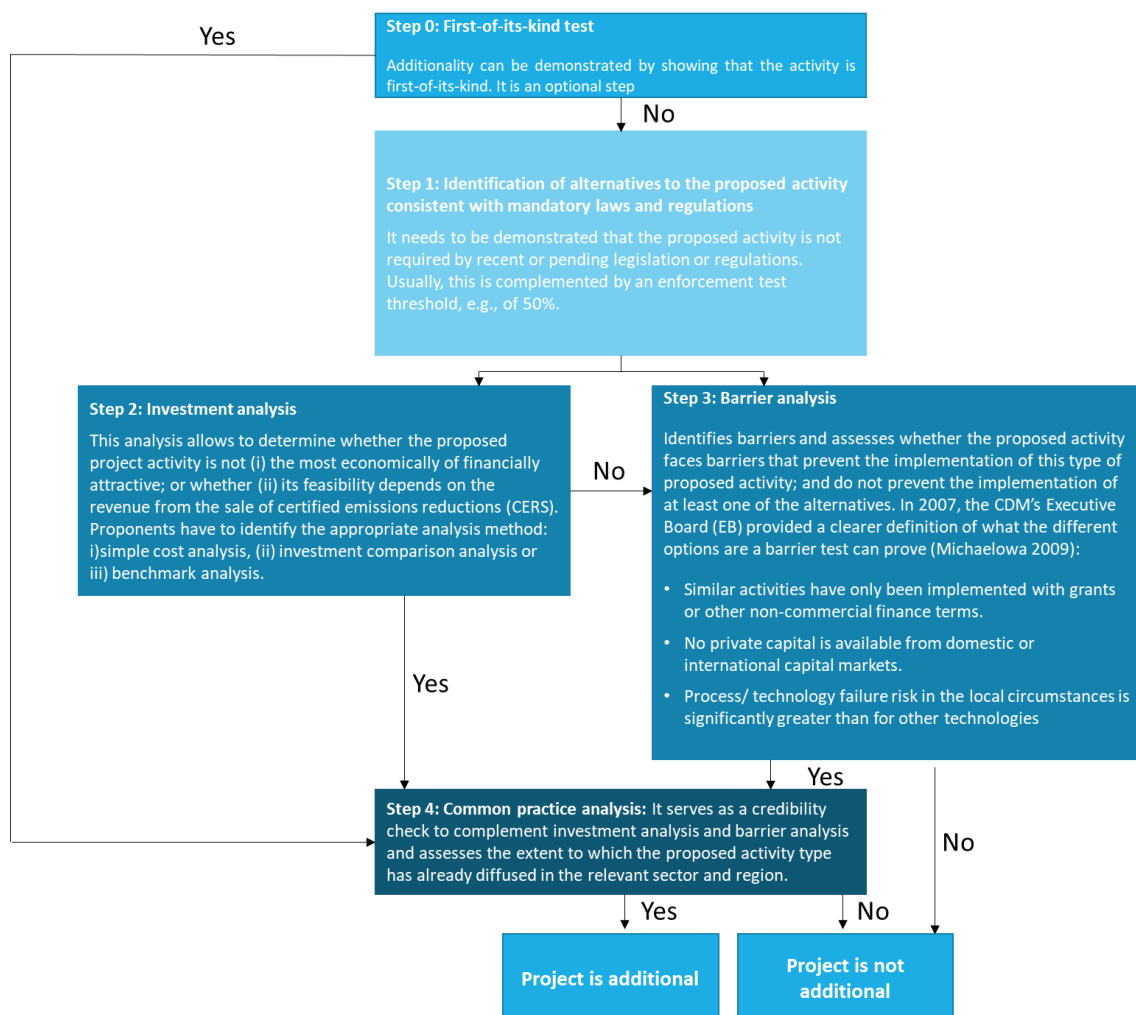 Yes
Step 0: First-of-its-kind test
Additionality can be demonstrated by showing that the activity is
first-of-its-kind. It is an optional step
No
Step 1: Identification of alternatives to the proposed activity
consistent with mandatory laws and regulations
It needs to be demonstrated that the proposed activity is not
required by recent or pending legislation or regulations.
Usually, this is complemented by an enforcement test
threshold, e.g., of 50%.
Step 2: Investment analysis
This analysis allows to determine whether the proposed
project activity is not (i) the most economically of financially
attractive; or whether (ii) its feasibility depends on the
revenue from the sale of certified emissions reductions (CERS).
Proponents have to identify the appropriate analysis method:
i)simple cost analysis, (ii) investment comparison analysis or
iii) benchmark analysis.
No
Step 3: Barrier analysis
Identifies barriers and assesses whether the proposed activity
faces barriers that prevent the implementation of this type of
proposed activity; and do not prevent the implementation of
at least one of the alternatives. In 2007, the CDM's Executive
Board (EB) provided a clearer definition of what the different
options are a barrier test can prove (Michaelowa 2009):
• Similar activities have only been implemented with grants
or other non-commercial finance terms.
• No private capital is available from domestic or
international capital markets.
• Process/ technology failure risk in the local circumstances is
significantly greater than for other technologies
Yes
Yes
No
Step 4: Common practice analysis: It serves as a credibility
check to complement investment analysis and barrier analysis
and assesses the extent to which the proposed activity type
has already diffused in the relevant sector and region.
Yes
No
Project is additional
Project is not
additional